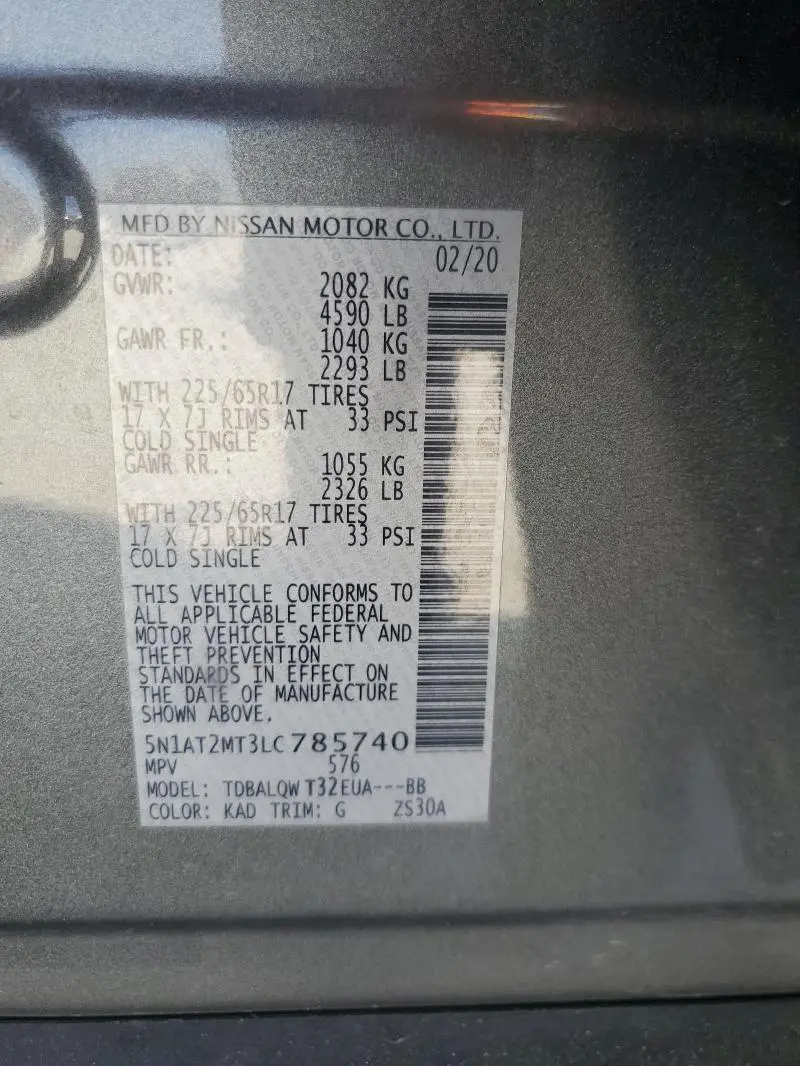 MFD BY NISSAN MOTOR CO., LTD.
DATE: 02/20
GVWR: 2082 KG
4590 LB
GAWR FR.: 1040 KG
2293 LB
WITH 225/65R17 TIRES
17 X 7J RIMS AT 33 PSI
COLD SINGLE
GAWR RR.: 1055 KG
2326 LB
WITH 225/65R17 TIRES
17 X 7J RIMS AT 33 PSI
COLD SINGLE
THIS VEHICLE CONFORMS TO
ALL APPLICABLE FEDERAL
MOTOR VEHICLE SAFETY AND
THEFT PREVENTION
STANDARDS IN EFFECT ON
THE DATE OF MANUFACTURE
SHOWN ABOVE.
5N1AT2MT3LC785740
MPV 576
MODEL: TDBALQWT32EUA---BB
COLOR: KAD TRIM: G ZS30A